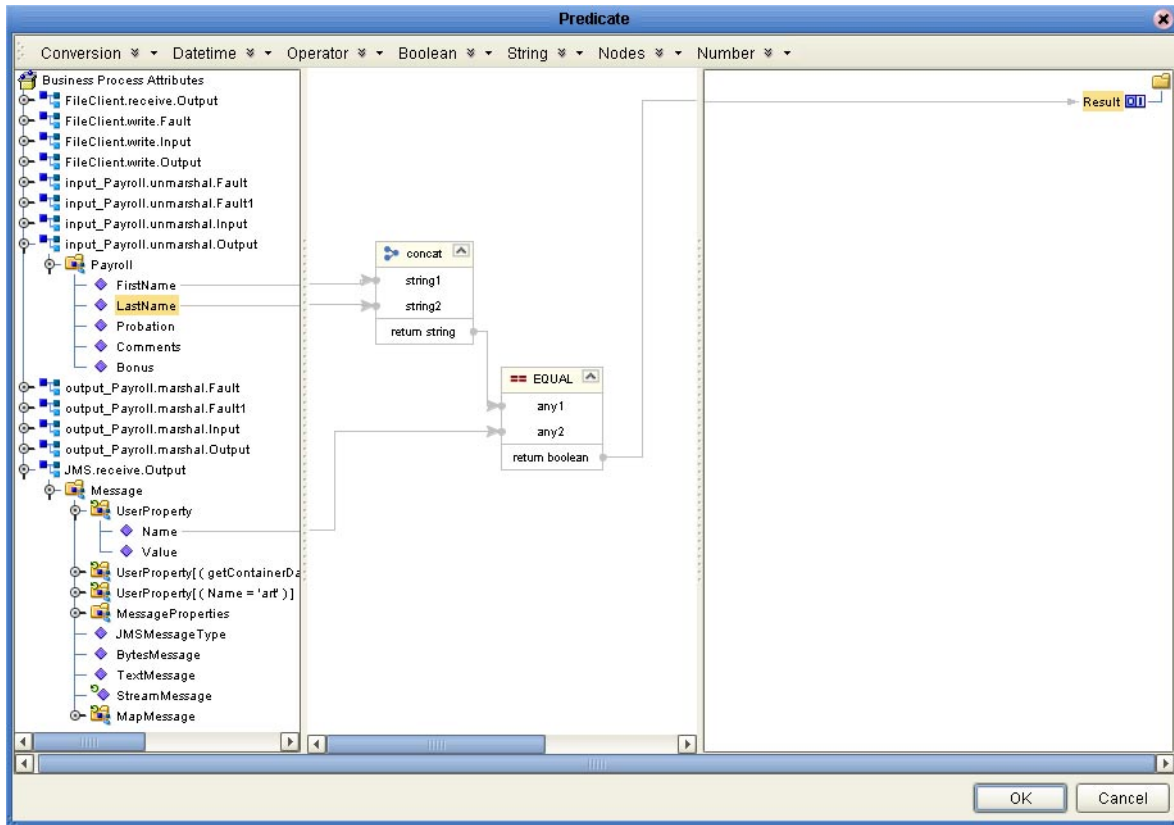 Predicate
Conversion Datetime Operator Boolean String Nodes Number
Business Process Attributes
FileClient.receive.Output
Result
FileClient.write.Fault
FileClient.write.Input
FileClient.write.Output
input_Payroll.unmarshal.Fault
input_Payroll.unmarshal.Fault1
input_Payroll.unmarshal.Input
input_Payroll.unmarshal.Output
Payroll
FirstName
LastName
Probation
Comments
Bonus
output_Payroll.marshal.Fault
output_Payroll.marshal.Fault1
output_Payroll.marshal.Input
output_Payroll.marshal.Output
JMS.receive.Output
Message
UserProperty
Name
Value
UserProperty[ ( getContainerDa
UserProperty[ ( Name = 'art' ) ]
MessageProperties
JMSMessageType
BytesMessage
TextMessage
StreamMessage
MapMessage
concat
string1
string2
return string
== EQUAL
any1
any2
return boolean
OK Cancel